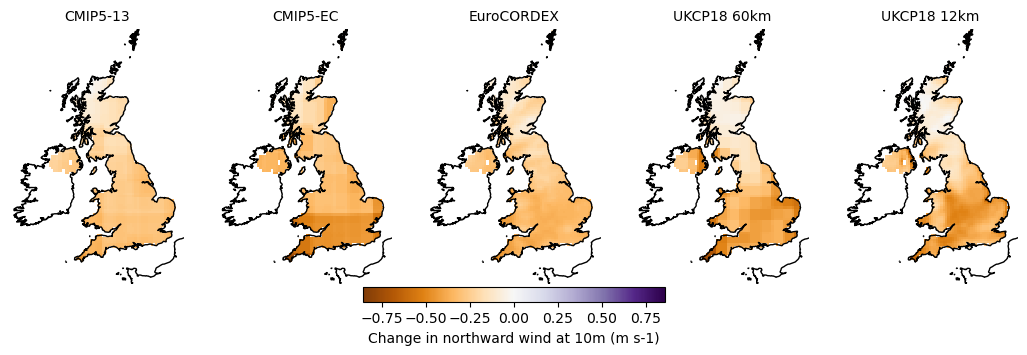 CMIP5-13 CMIP5-EC EuroCORDEX UKCP18 60km UKCP18 12km
−0.75 −0.50 −0.25 0.00 0.25 0.50 0.75
Change in northward wind at 10m (m s-1)